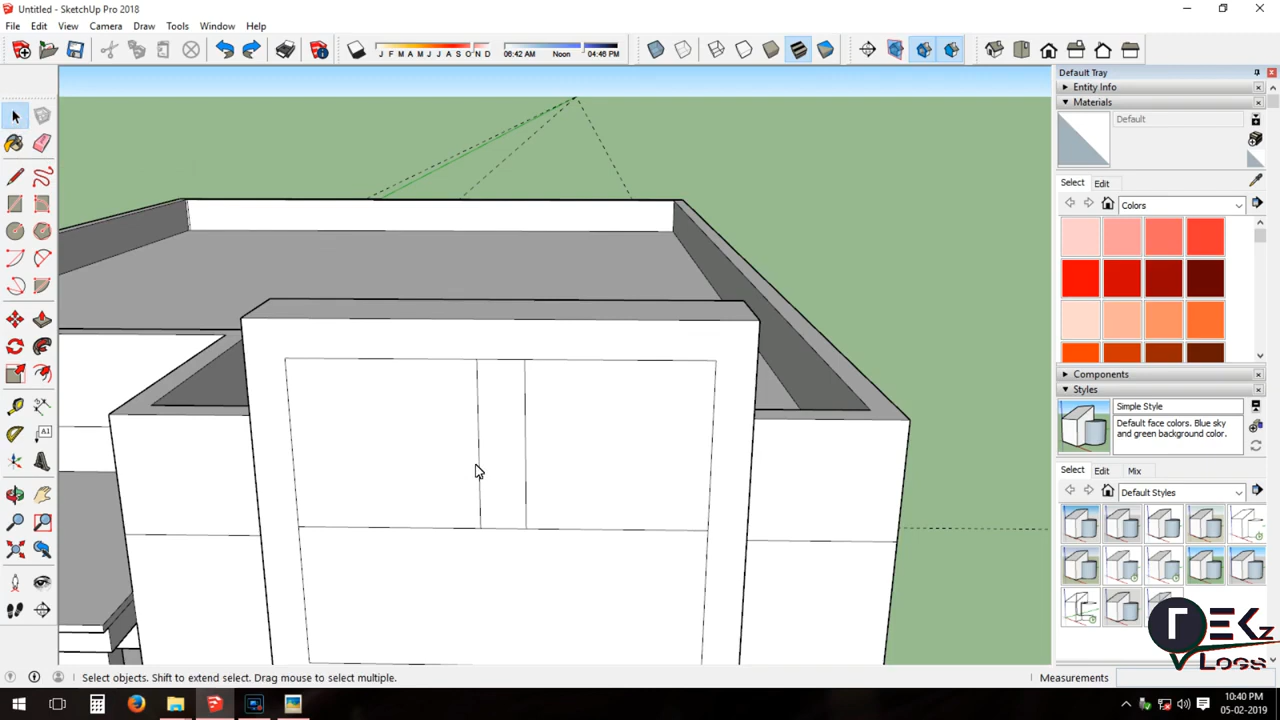 Untitled - SketchUp Pro 2018
File Edit View Camera Draw Tools Window Help
J F M A M J J A S O N D
06:42 AM Noon 04:46 PM
Default Tray
Entity Info
Materials
Default
Select Edit
Colors
Components
Styles
Simple Style
Default face colors. Blue sky
and green background color.
Select Edit Mix
Default Styles
A1
TEKz
Vlogs
Select objects. Shift to extend select. Drag mouse to select multiple.
Measurements
10:40 PM
05-02-2019